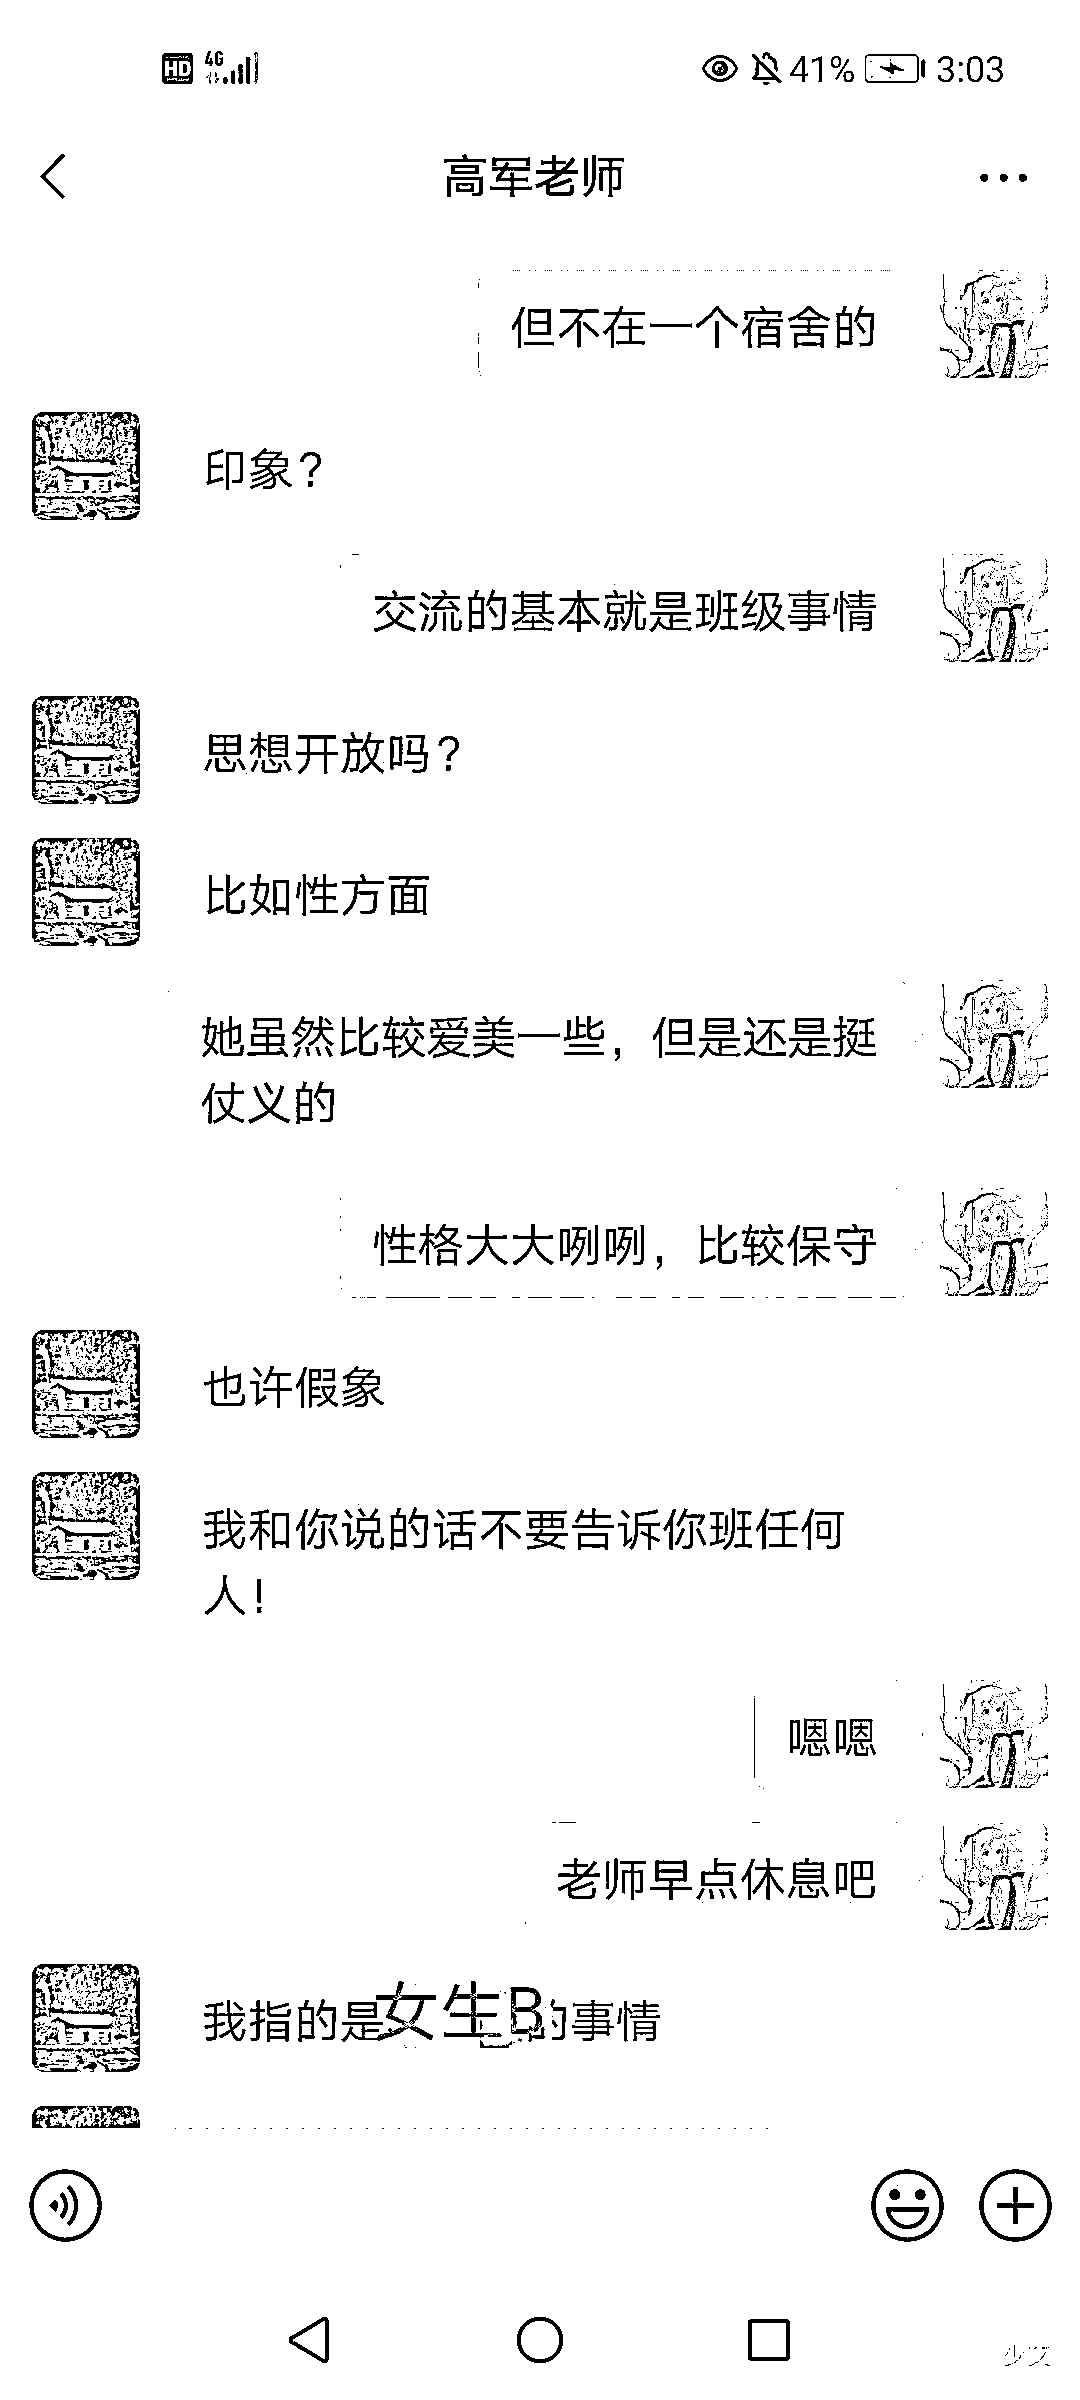 HD 4G 41% 3:03
高军老师
但不在一个宿舍的
印象？
交流的基本就是班级事情
思想开放吗？
比如性方面
她虽然比较爱美一些，但是还是挺
仗义的
性格大大咧咧，比较保守
也许假象
我和你说的话不要告诉你班任何
人！
嗯嗯
老师早点休息吧
我指的是女生B的事情